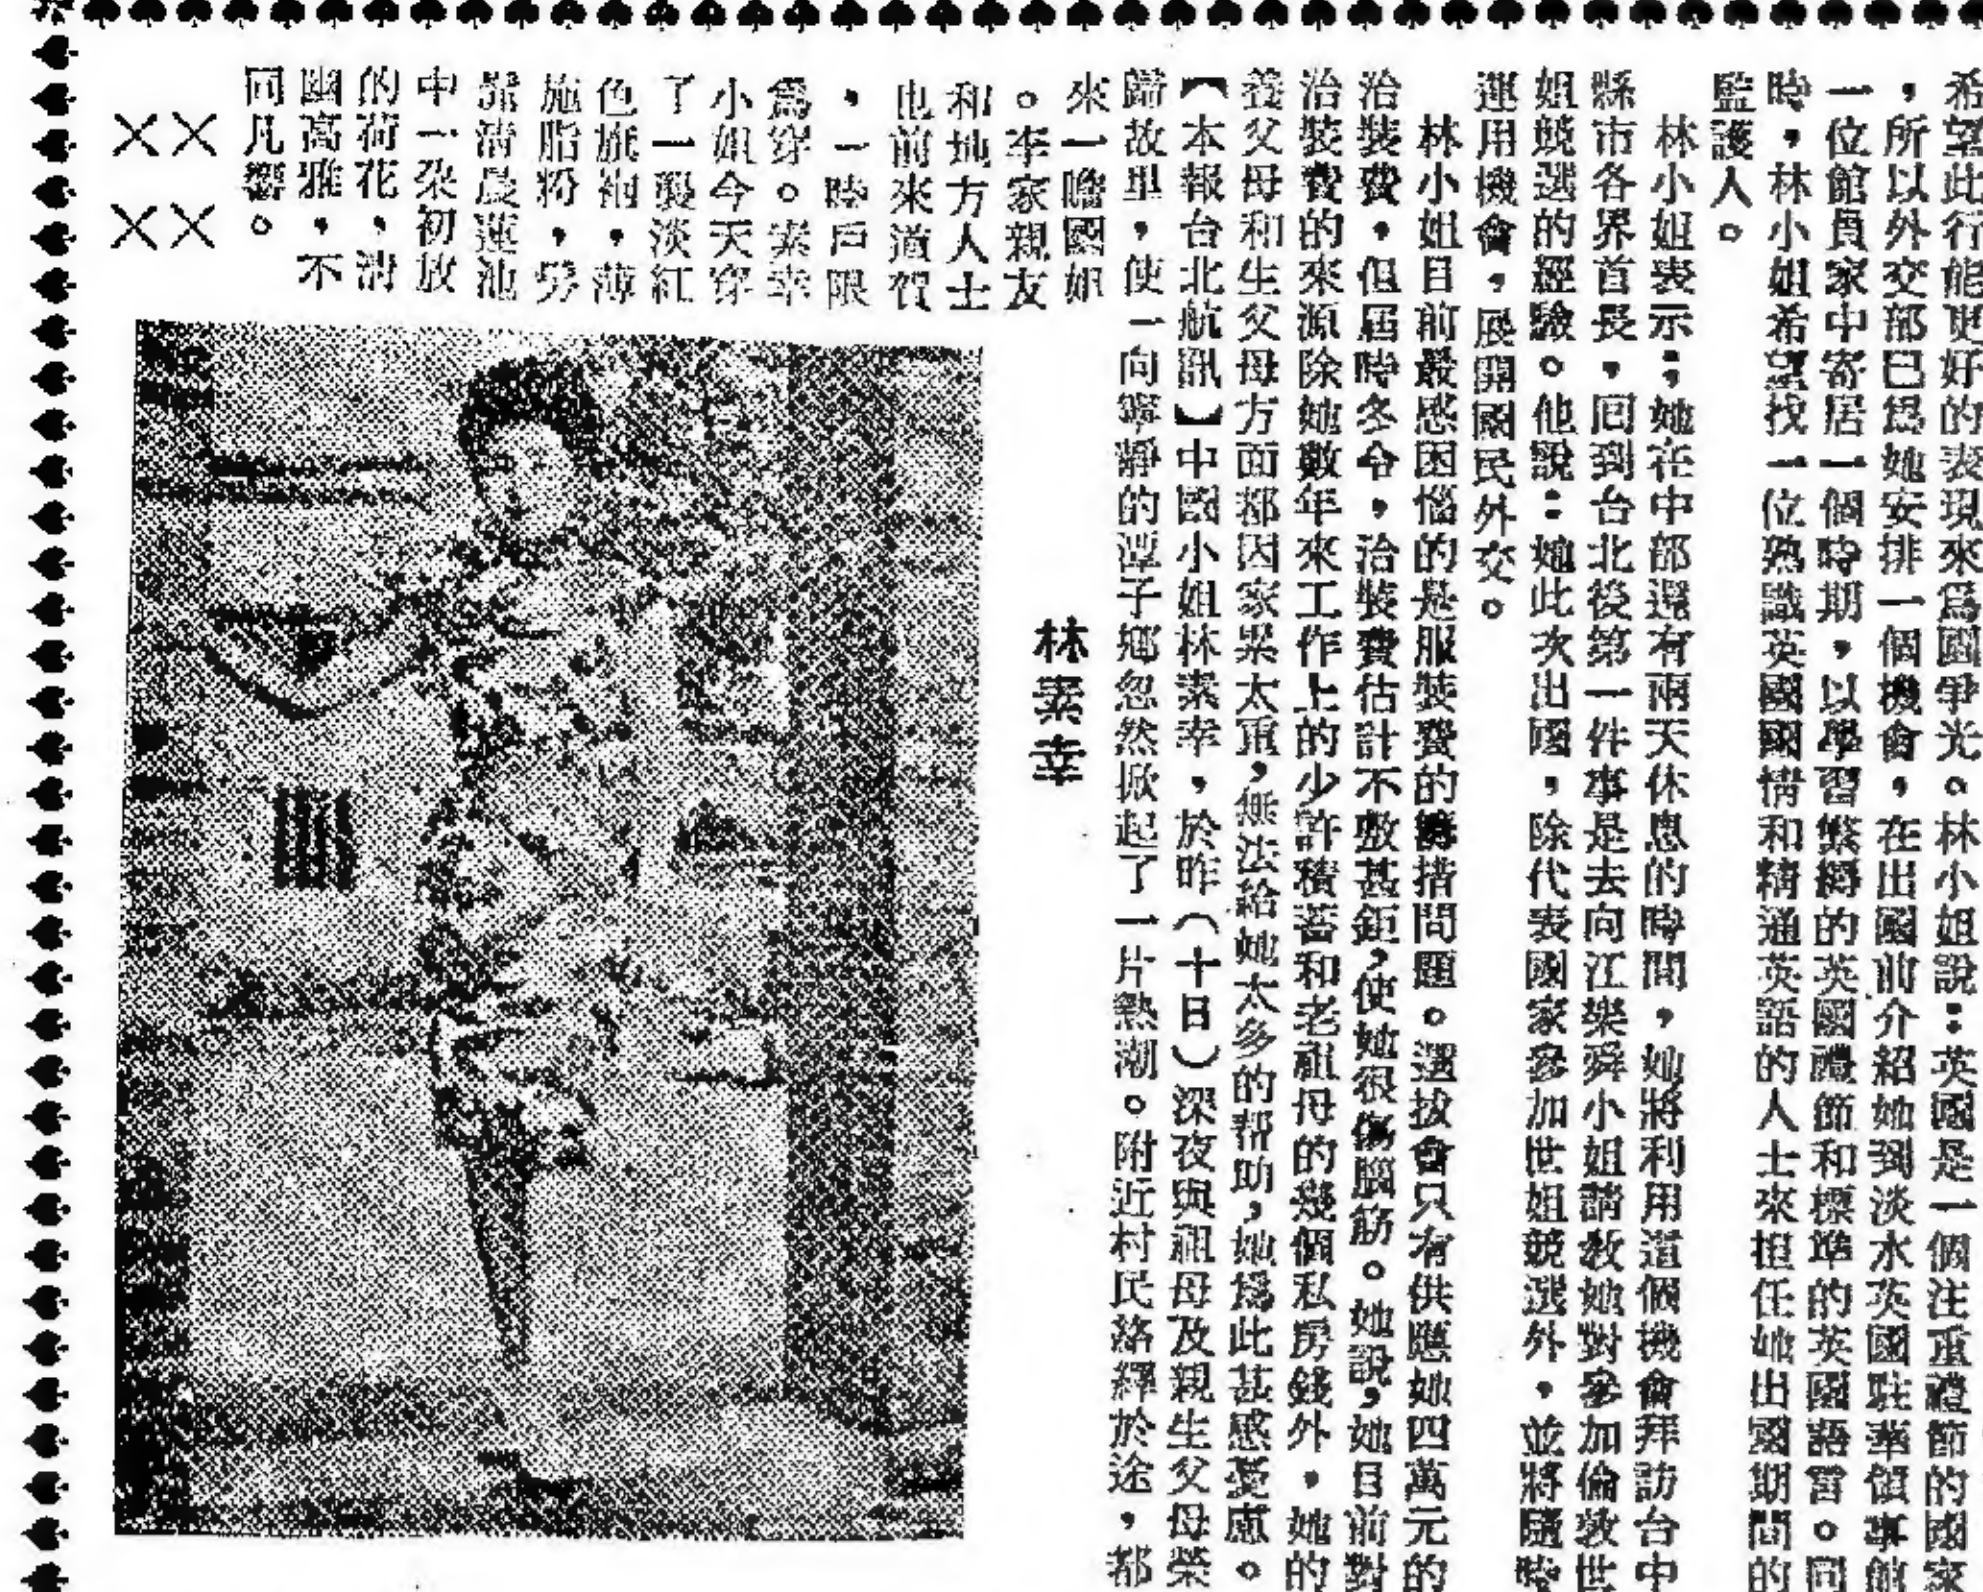 希望此行能更好的表現來爲國爭光。林小姐說：英國是一個注重禮節的國家
，所以外交部已爲她安排一個機會，在出國前介紹她到淡水英國駐華領事館
一位館員家中寄居一個時期，以學習繁縟的英國禮節和標準的英國語言。同
時，林小姐希望找一位熟識英國國情和精通英語的人士來担任她出國期間的
監護人。
林小姐表示；她在中部還有兩天休息的時間，她將利用這個機會拜訪台中
縣市各界首長，回到台北後第一件事是去向江樂舜小姐請教她對參加倫敦世
姐競選的經驗。他說：她此次出國，除代表國家參加世姐競選外，並將隨時
運用機會，展開國民外交。
林小姐目前最感困惱的是服裝費的籌措問題。選拔會只有供應她四萬元的
治裝費，但屆時冬令，治裝費估計不敷甚鉅，使她很傷腦筋。她說，她目前對
治裝費的來源除她數年來工作上的少許積蓄和老祖母的幾個私房錢外，她的
養父母和生父母方面都因家累太重，無法給她太多的帮助，她爲此甚感憂慮。
【本報台北航訊】中國小姐林素幸，於昨（十日）深夜與祖母及親生父母榮
歸故里，使一向寧靜的潭子鄉忽然掀起了一片熱潮。附近村民洛繹於途，都
來一瞻國姐
。李家親友
和地方人士
也前來道賀
，一時戶限
爲穿。素幸
小姐今天穿
了一襲淡紅
色旗袍，薄
施脂粉，勞
髴清晨蓮池
中一朶初放
的荷花，清
幽高雅，不
同凡響。
××
××
林素幸